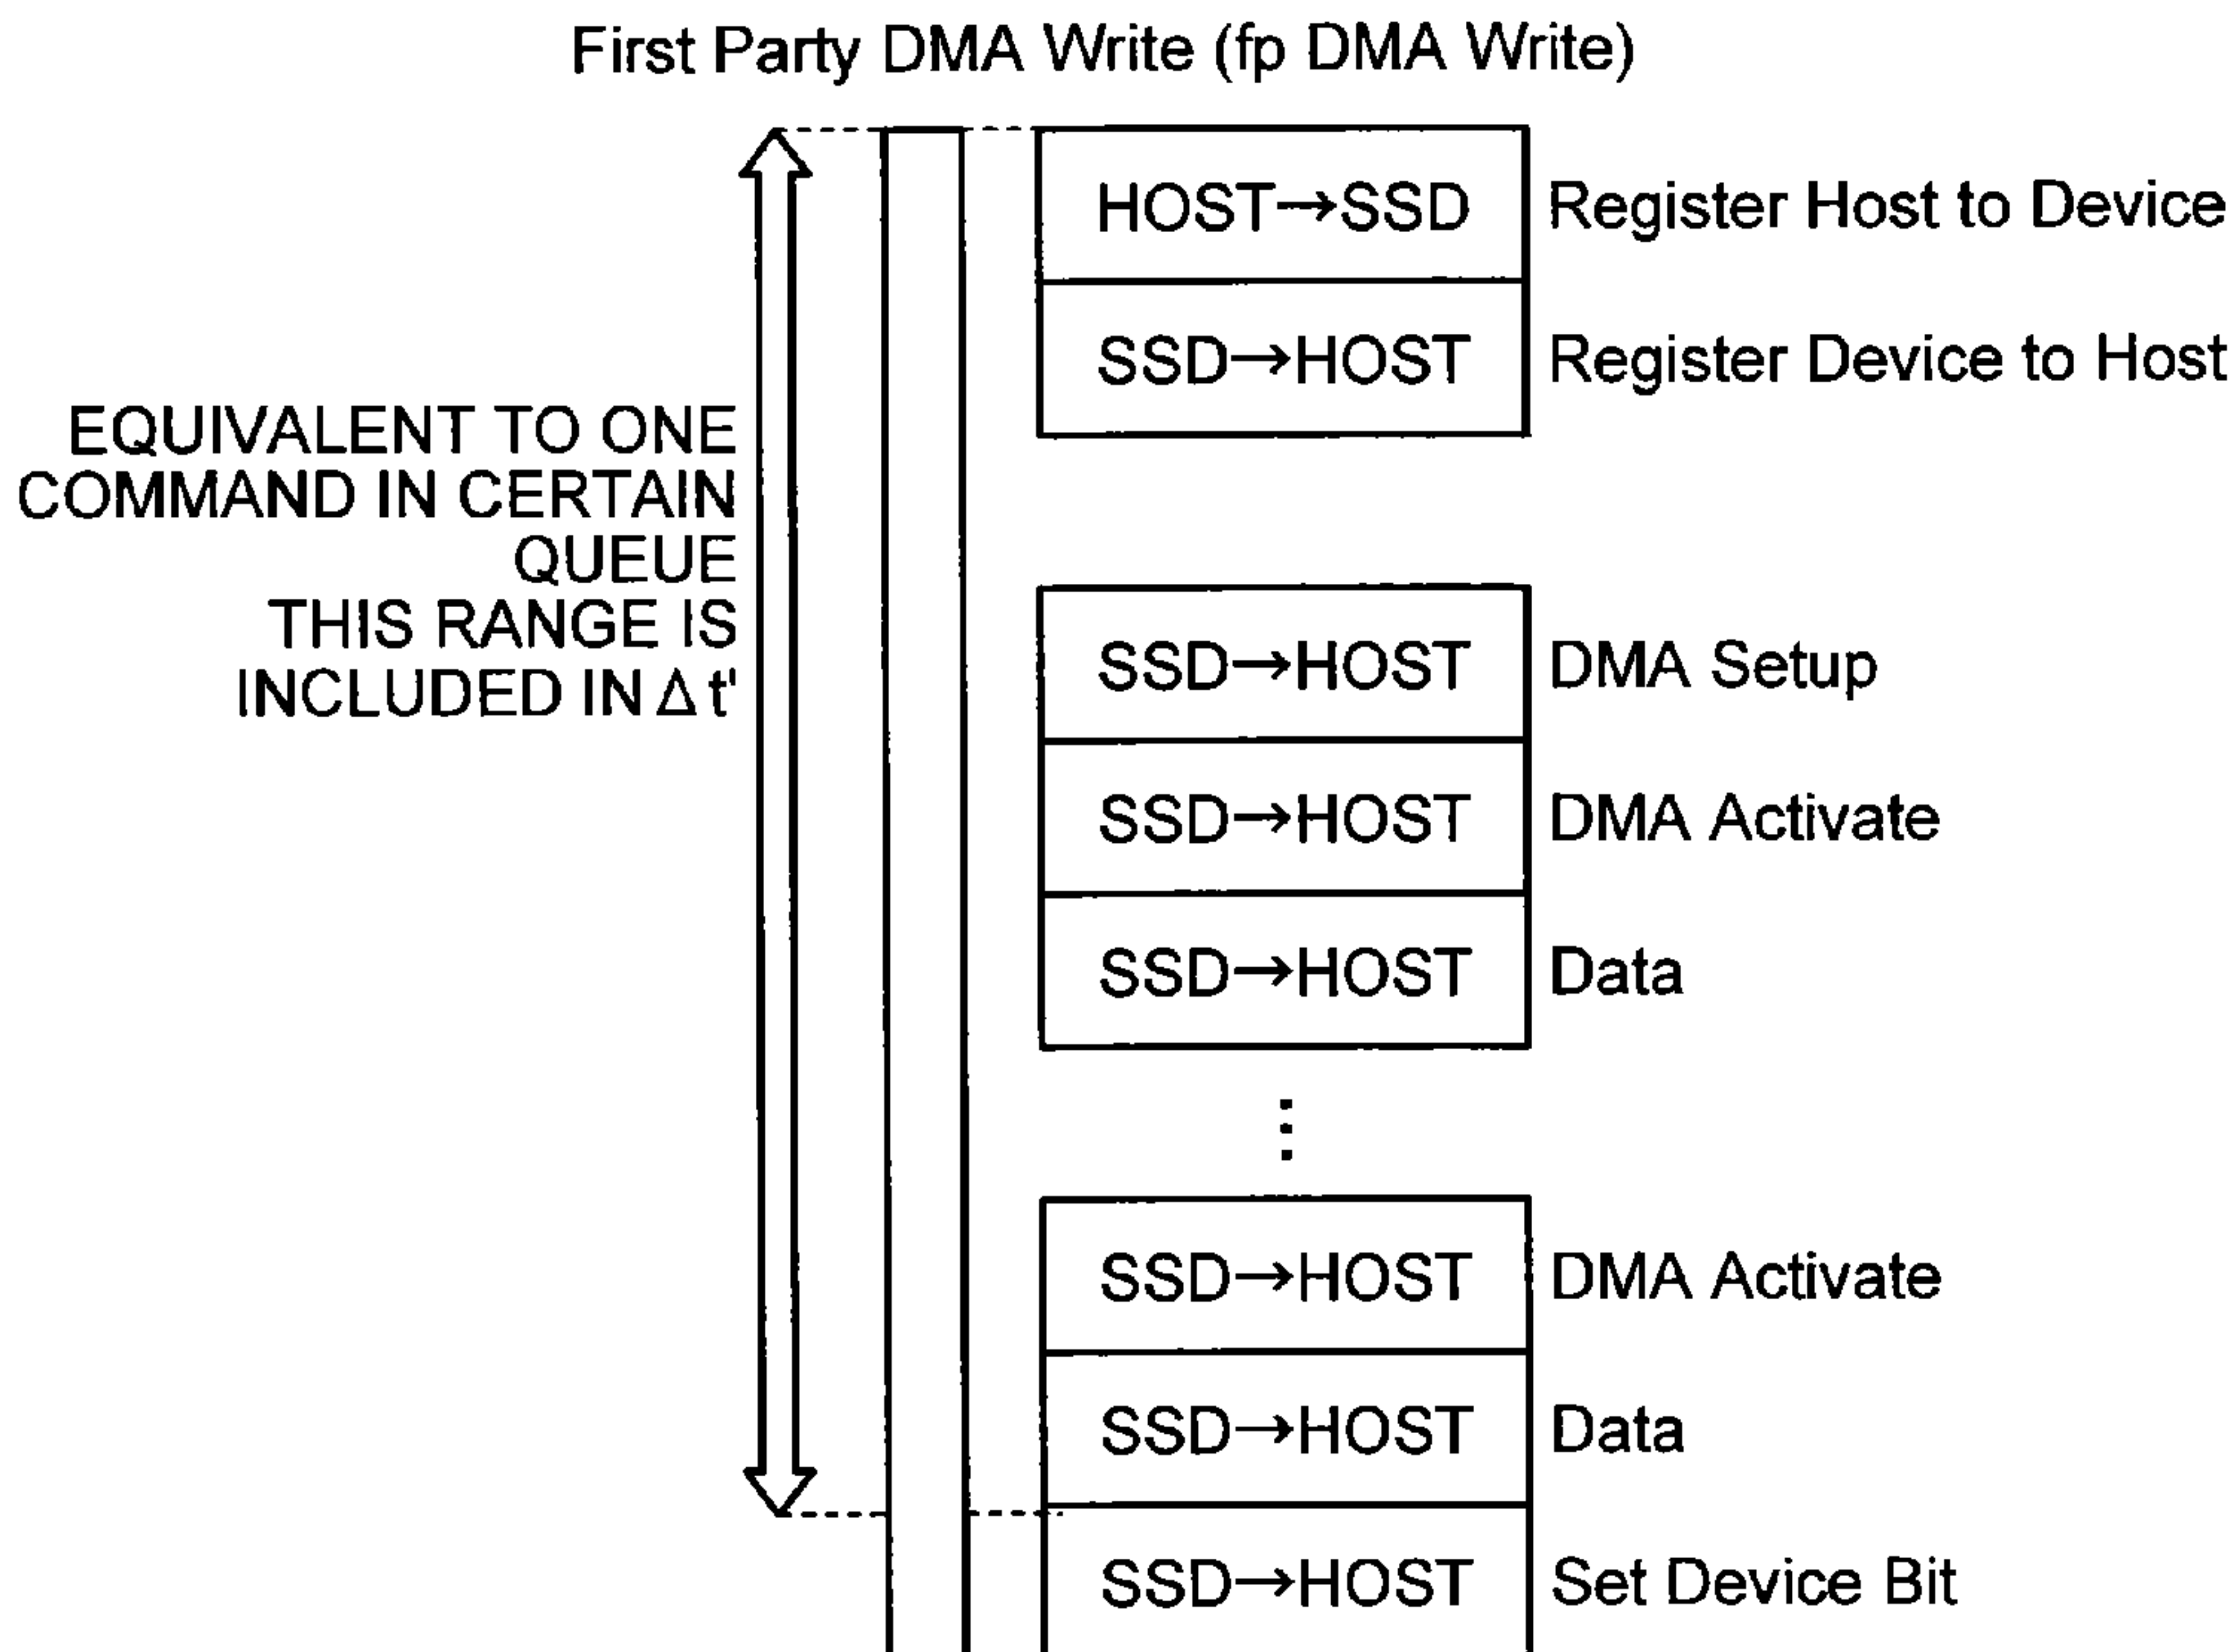 First Party DMA Write (fp DMA Write)
HOST→SSD Register Host to Device
SSD→HOST Register Device to Host
EQUIVALENT TO ONE
COMMAND IN CERTAIN
QUEUE
THIS RANGE IS
INCLUDED IN Δ t'
SSD→HOST DMA Setup
SSD→HOST DMA Activate
SSD→HOST Data
⋮
SSD→HOST DMA Activate
SSD→HOST Data
SSD→HOST Set Device Bit